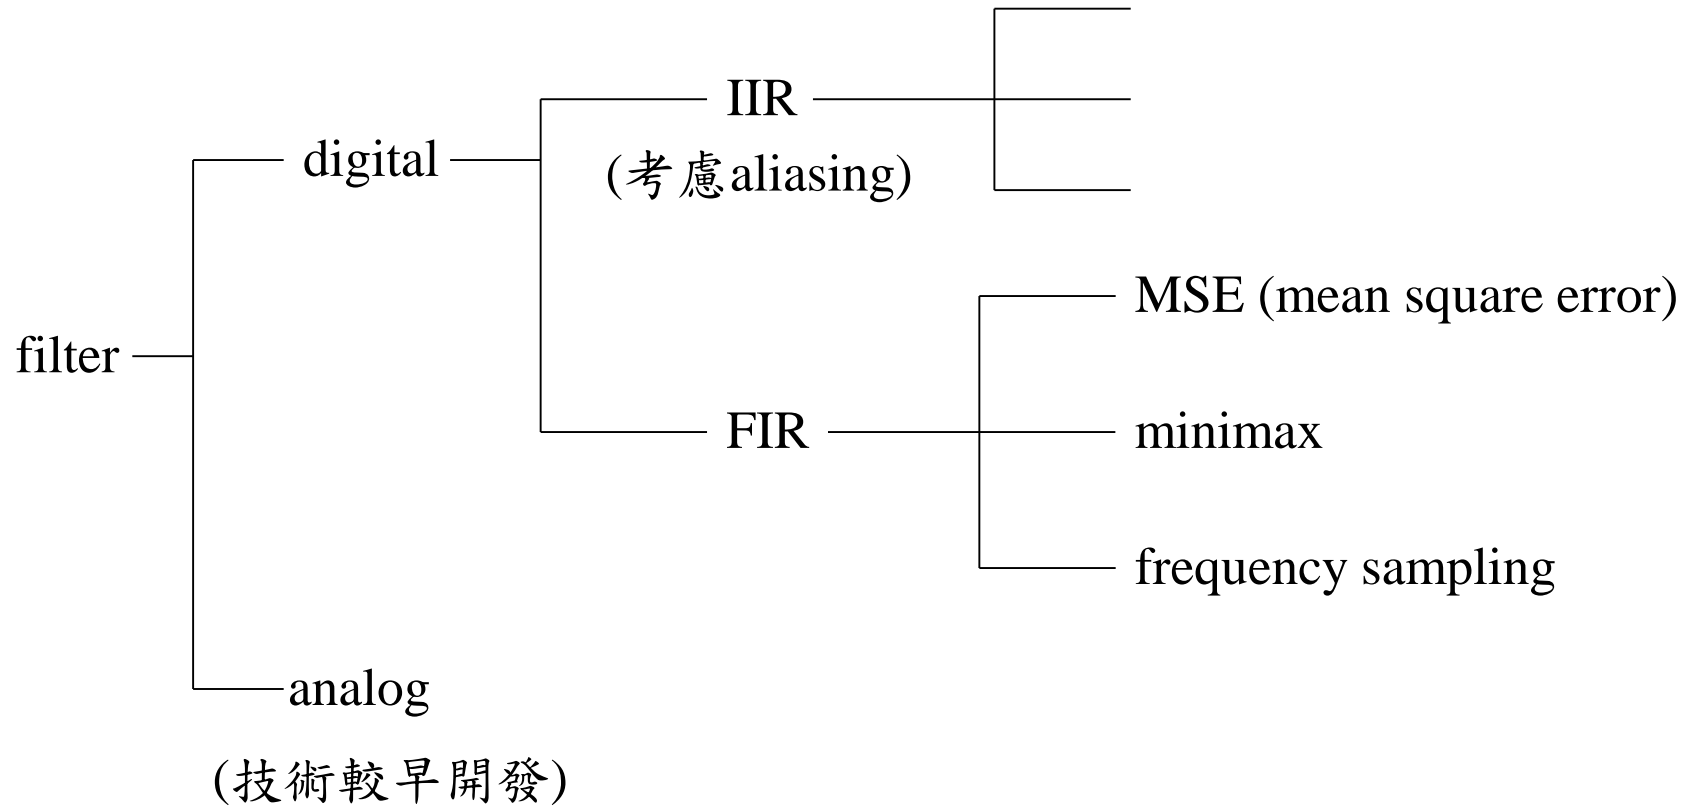 IIR
digital
(考慮aliasing)
MSE (mean square error)
filter
FIR
minimax
frequency sampling
analog
(技術較早開發)